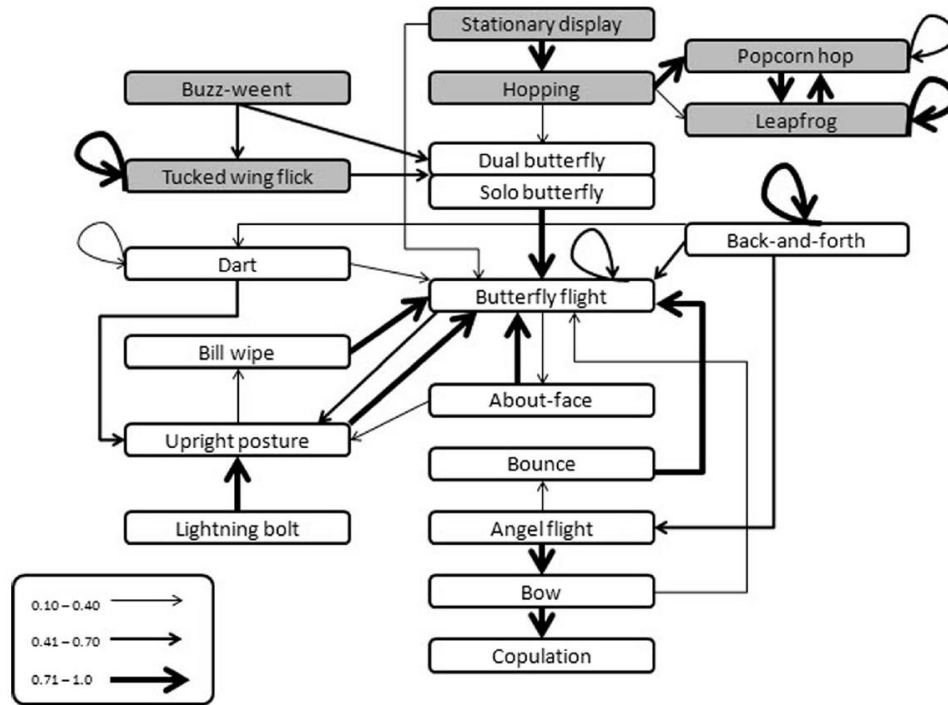 Stationary display
Popcorn hop
Buzz-weent
Hopping
Leapfrog
Dual butterfly
Tucked wing flick
Solo butterfly
Back-and-forth
Dart
Butterfly flight
Bill wipe
About-face
Upright posture
Bounce
Lightning bolt
Angel flight
Bow
Copulation
0.10 – 0.40
0.41 – 0.70
0.71 – 1.0